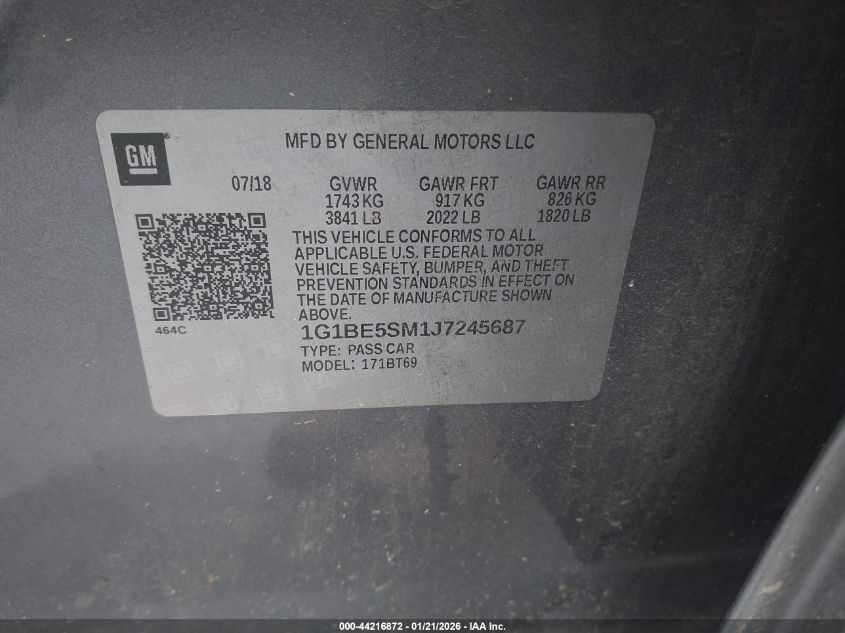 MFD BY GENERAL MOTORS LLC
GM
07/18 GVWR GAWR FRT GAWR RR
1743 KG 917 KG 826 KG
3841 LB 2022 LB 1820 LB
THIS VEHICLE CONFORMS TO ALL
APPLICABLE U.S. FEDERAL MOTOR
VEHICLE SAFETY, BUMPER, AND THEFT
PREVENTION STANDARDS IN EFFECT ON
THE DATE OF MANUFACTURE SHOWN
ABOVE.
464C
1G1BE5SM1J7245687
TYPE: PASS CAR
MODEL: 171BT69
000-44216872 - 01/21/2026 - IAA Inc.